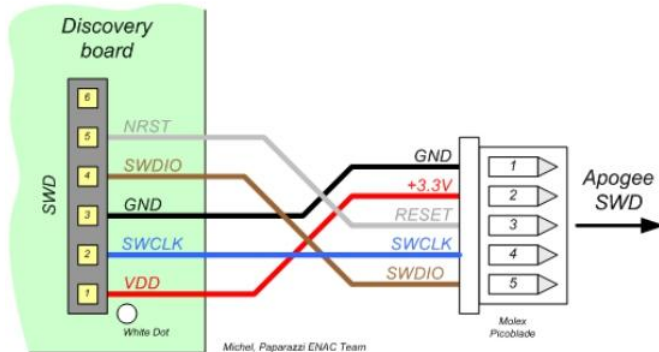 Discovery
board
6
5
4
3
2
1
SWD
NRST
SWDIO
GND
SWCLK
VDD
White Dot
GND
+3.3V
RESET
SWCLK
SWDIO
1
2
3
4
5
Apogee
SWD
Molex
Picoblade
Michel, Paparazzi ENAC Team